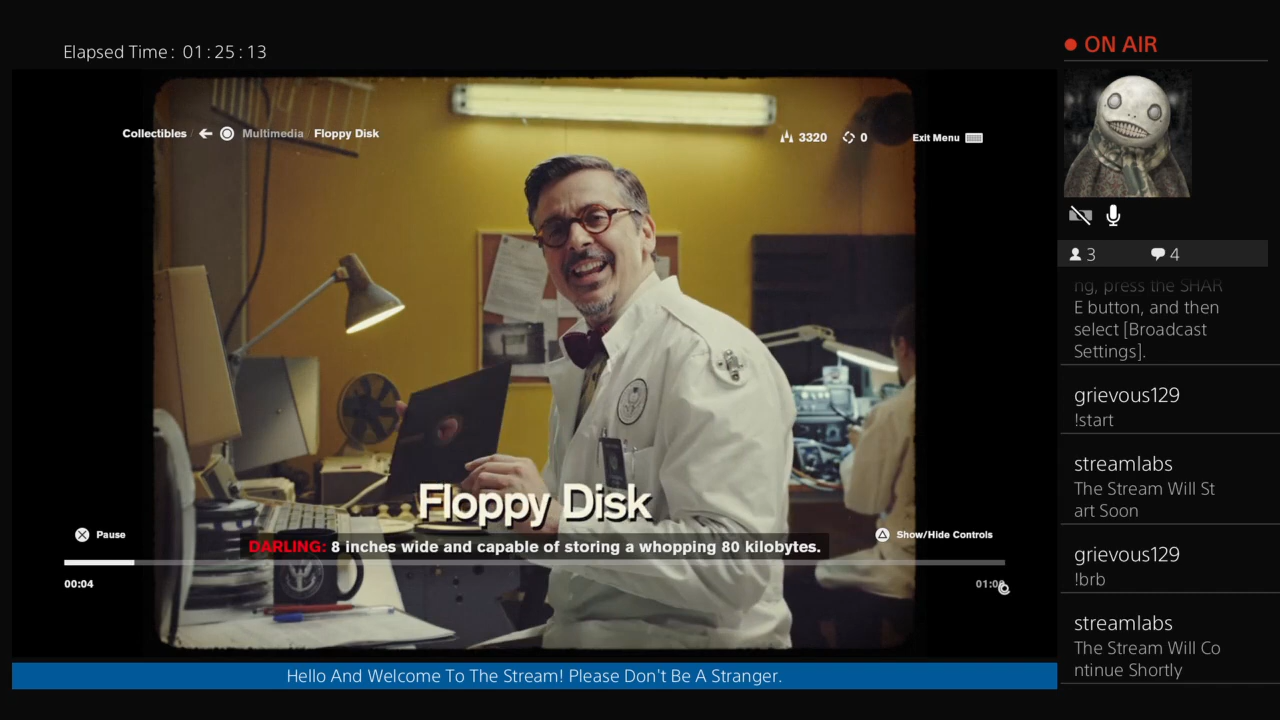 Elapsed Time: 01:25:13
ON AIR
Collectibles / Multimedia / Floppy Disk
3320 0 Exit Menu
3 4
ng, press the SHAR
E button, and then
select [Broadcast
Settings].
grievous129
!start
streamlabs
The Stream Will St
art Soon
grievous129
!brb
streamlabs
The Stream Will Co
ntinue Shortly
Floppy Disk
Pause
Show/Hide Controls
DARLING: 8 inches wide and capable of storing a whopping 80 kilobytes.
00:04
Hello And Welcome To The Stream! Please Don't Be A Stranger.